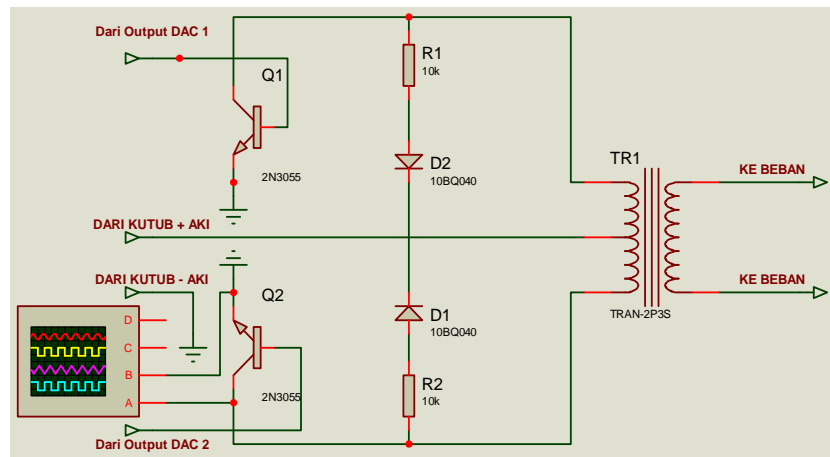 Dari Output DAC 1
Q1
2N3055
R1
10k
D2
10BQ040
TR1
KE BEBAN
DARI KUTUB + AKI
DARI KUTUB - AKI
Q2
2N3055
D1
10BQ040
KE BEBAN
TRAN-2P3S
D
C
B
A
R2
10k
Dari Output DAC 2